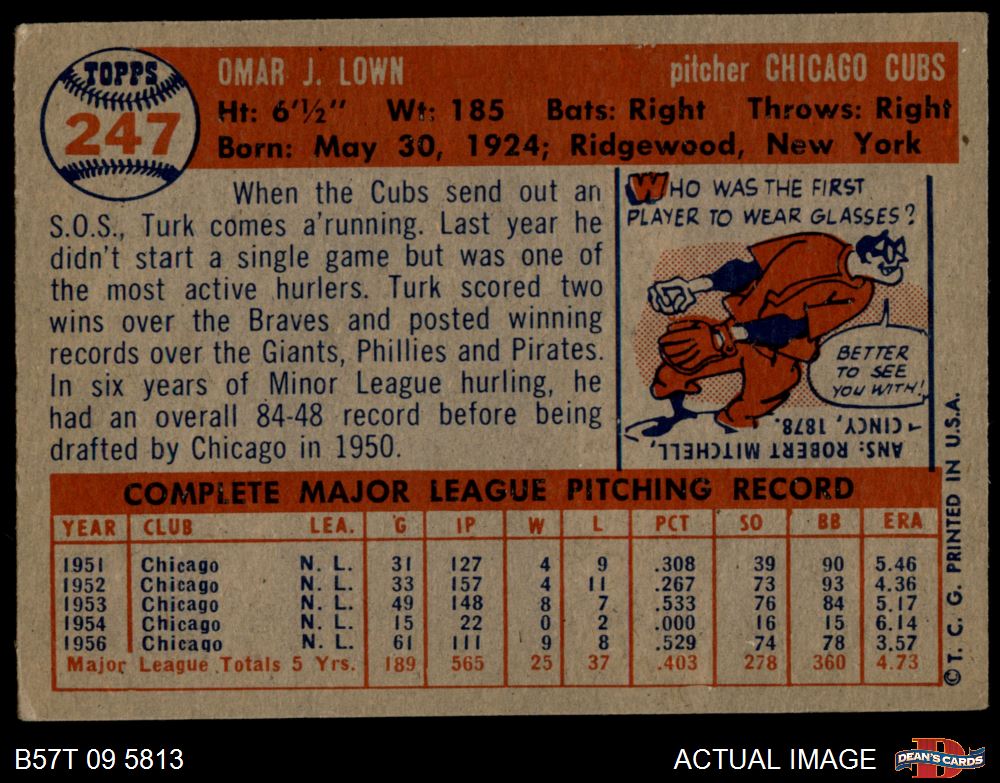 TOPPS
247
OMAR J. LOWN pitcher CHICAGO CUBS
Ht: 6'½" Wt: 185 Bats: Right Throws: Right
Born: May 30, 1924; Ridgewood, New York
When the Cubs send out an
S.O.S., Turk comes a'running. Last year he
didn't start a single game but was one of
the most active hurlers. Turk scored two
wins over the Braves and posted winning
records over the Giants, Phillies and Pirates.
In six years of Minor League hurling, he
had an overall 84-48 record before being
drafted by Chicago in 1950.
WHO WAS THE FIRST
PLAYER TO WEAR GLASSES?
BETTER
TO SEE
YOU WITH!
ANS: ROBERT MITCHELL,
- CINCY, 1878.
COMPLETE MAJOR LEAGUE PITCHING RECORD
YEAR CLUB LEA. G IP W L PCT SO BB ERA
1951 Chicago N. L. 31 127 4 9 .308 39 90 5.46
1952 Chicago N. L. 33 157 4 11 .267 73 93 4.36
1953 Chicago N. L. 49 148 8 7 .533 76 84 5.17
1954 Chicago N. L. 15 22 0 2 .000 16 15 6.14
1956 Chicago N. L. 61 111 9 8 .529 74 78 3.57
Major League Totals 5 Yrs. 189 565 25 37 .403 278 360 4.73
© T. C. G. PRINTED IN U.S.A.
B57T 09 5813 ACTUAL IMAGE
D
DEAN'S CARDS